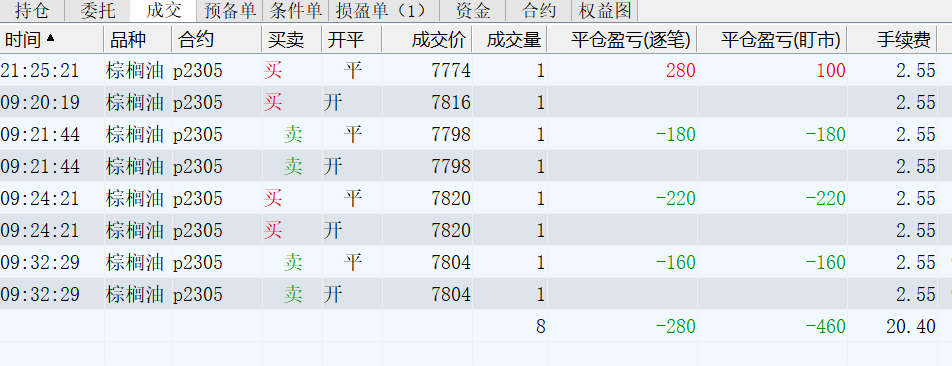 持仓 委托 成交 预备单 条件单 损盈单（1） 资金 合约 权益图
时间▲ 品种 合约 买卖 开平 成交价 成交量 平仓盈亏(逐笔) 平仓盈亏(盯市) 手续费
21:25:21 棕榈油 p2305 买 平 7774 1 280 100 2.55
09:20:19 棕榈油 p2305 买 开 7816 1 2.55
09:21:44 棕榈油 p2305 卖 平 7798 1 -180 -180 2.55
09:21:44 棕榈油 p2305 卖 开 7798 1 2.55
09:24:21 棕榈油 p2305 买 平 7820 1 -220 -220 2.55
09:24:21 棕榈油 p2305 买 开 7820 1 2.55
09:32:29 棕榈油 p2305 卖 平 7804 1 -160 -160 2.55
09:32:29 棕榈油 p2305 卖 开 7804 1 2.55
8 -280 -460 20.40